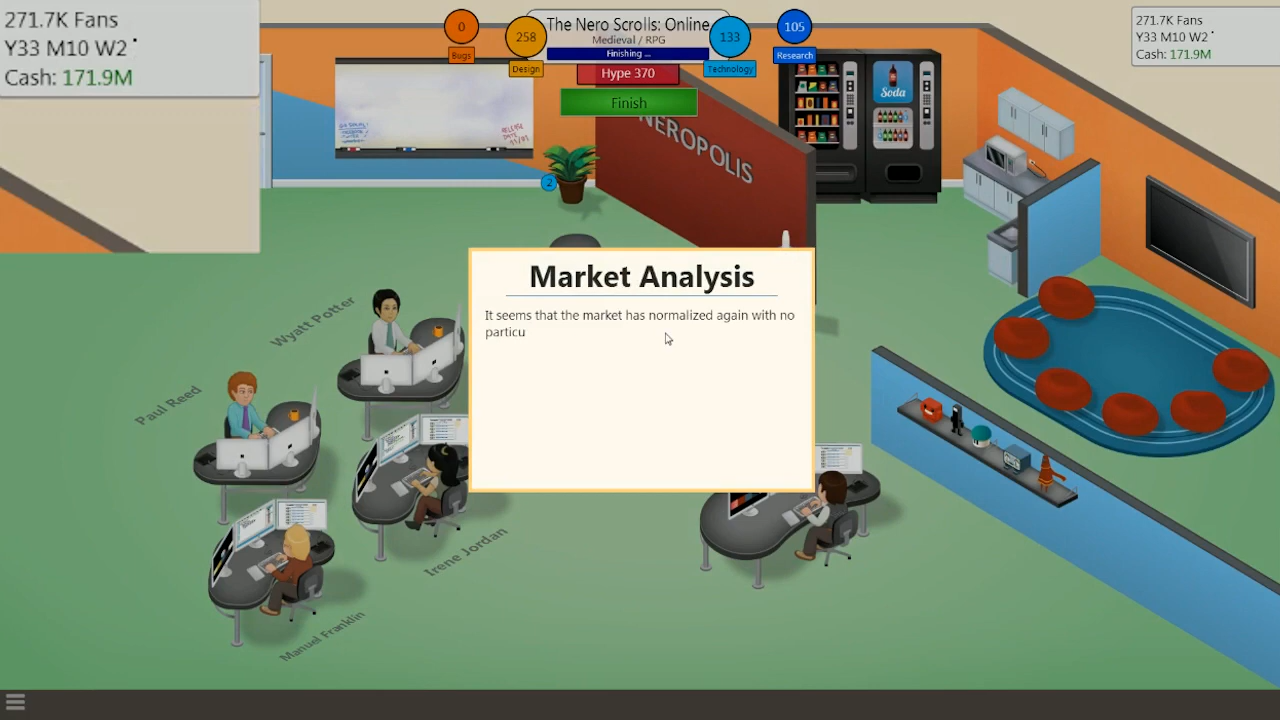 271.7K Fans
Y33 M10 W2
Cash: 171.9M
0
Bugs
258
Design
The Nero Scrolls: Online
Medieval / RPG
Finishing ...
Hype 370
Finish
133
Technology
105
Research
271.7K Fans
Y33 M10 W2
Cash: 171.9M
RELEASE
DATE
NEROPOLIS
Soda
2
Market Analysis
It seems that the market has normalized again with no
particu
Wyatt Potter
Paul Reed
Irene Jordan
Manuel Franklin